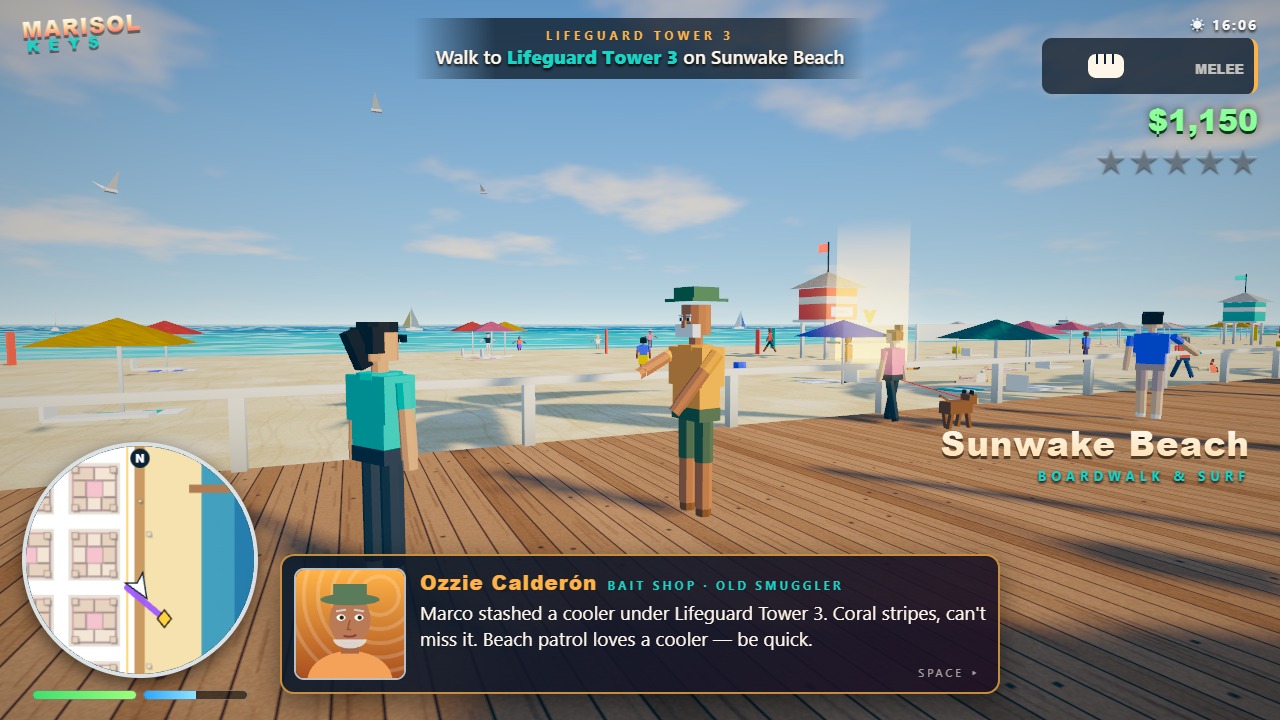 MARISOL
KEYS
LIFEGUARD TOWER 3
Walk to Lifeguard Tower 3 on Sunwake Beach
16:06
MELEE
$1,150
Sunwake Beach
BOARDWALK & SURF
N
Ozzie Calderón BAIT SHOP · OLD SMUGGLER
Marco stashed a cooler under Lifeguard Tower 3. Coral stripes, can't
miss it. Beach patrol loves a cooler — be quick.
SPACE